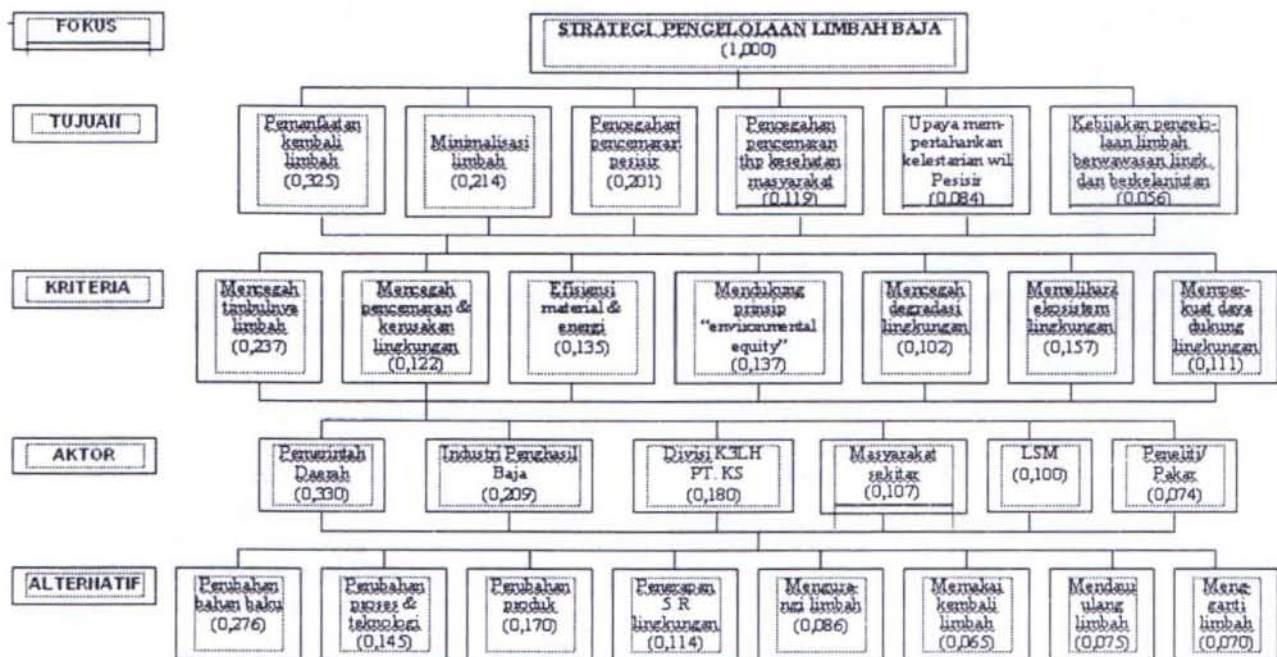 FOKUS
STRATEGI PENGELOLAAN LIMBAH BAJA
(1,000)
TUJUAN
Pemanfaatan
kembali
limbah
(0,325)
Minimalisasi
limbah
(0,214)
Pencegahan
pencemaran
pesisir
(0,201)
Pencegahan
pencemaran
thp kesehatan
masyarakat
(0,119)
Upaya mem-
pertahankan
kelestarian wil
Pesisir
(0,084)
Kebijakan pengelo-
laan limbah
berwawasan lingk.
dan berkelanjutan
(0,056)
KRITERIA
Mencegah
timbulnya
limbah
(0,237)
Mencegah
pencemaran &
kerusakan
lingkungan
(0,122)
Efisiensi
material &
energi
(0,135)
Mendukung
prinsip
"environmental
equity"
(0,137)
Mencegah
degradasi
lingkungan
(0,102)
Memelihara
ekosistem
lingkungan
(0,157)
Memper-
kuat daya
dukung
lingkungan
(0,111)
AKTOR
Pemerintah
Daerah
(0,330)
Industri Penghasil
Baja
(0,209)
Divisi K3LH
PT. KS
(0,180)
Masyarakat
sekitar
(0,107)
LSM
(0,100)
Peneliti/
Pakar
(0,074)
ALTERNATIF
Perubahan
bahan baku
(0,276)
Perubahan
proses &
teknologi
(0,145)
Perubahan
produk
(0,170)
Penerapan
5 R
lingkungan
(0,114)
Mengura-
ngi limbah
(0,086)
Memakai
kembali
limbah
(0,065)
Mendaur
ulang
limbah
(0,075)
Meng-
ganti
limbah
(0,070)